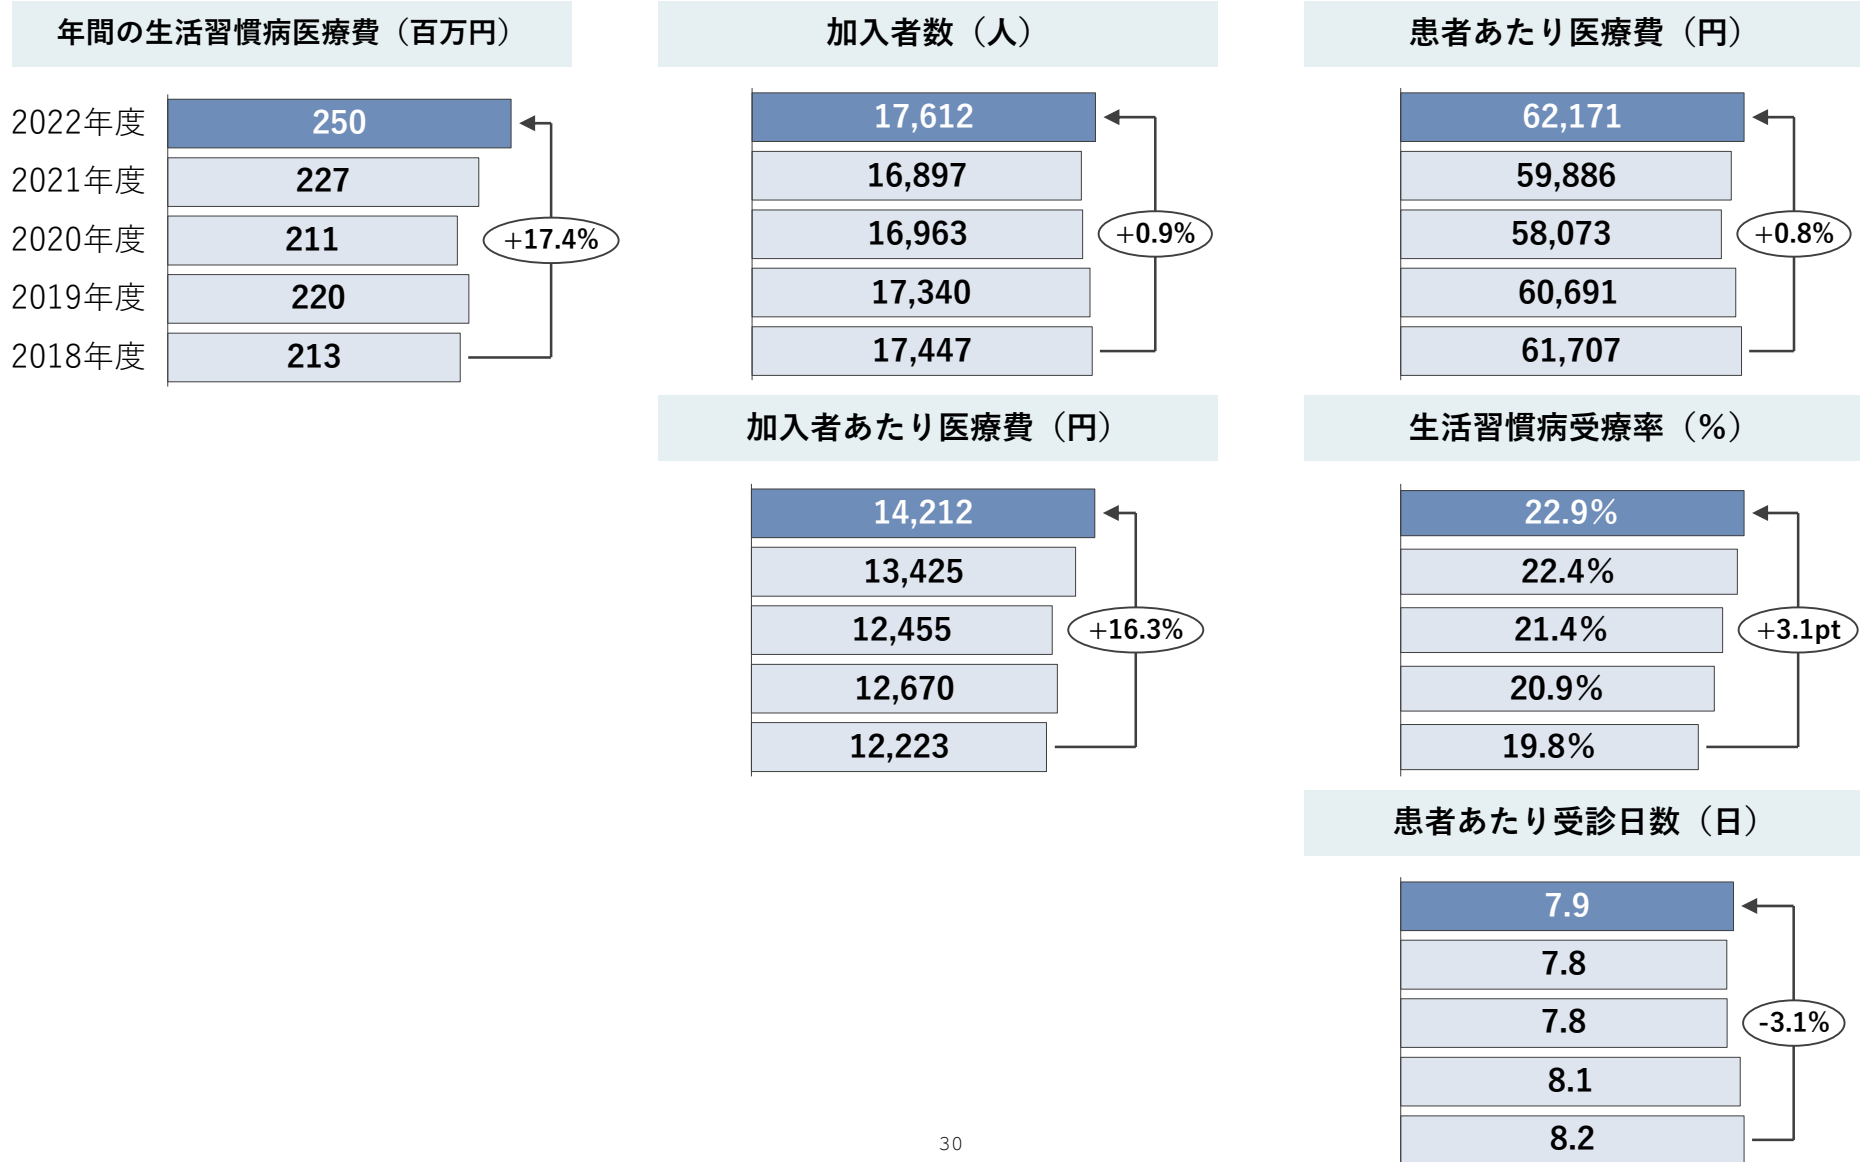 年間の生活習慣病医療費（百万円）
2022年度 250
2021年度 227
2020年度 211
2019年度 220
2018年度 213
+17.4%
加入者数（人）
17,612
16,897
16,963
17,340
17,447
+0.9%
患者あたり医療費（円）
62,171
59,886
58,073
60,691
61,707
+0.8%
加入者あたり医療費（円）
14,212
13,425
12,455
12,670
12,223
+16.3%
生活習慣病受療率（%）
22.9%
22.4%
21.4%
20.9%
19.8%
+3.1pt
患者あたり受診日数（日）
7.9
7.8
7.8
8.1
8.2
-3.1%
30